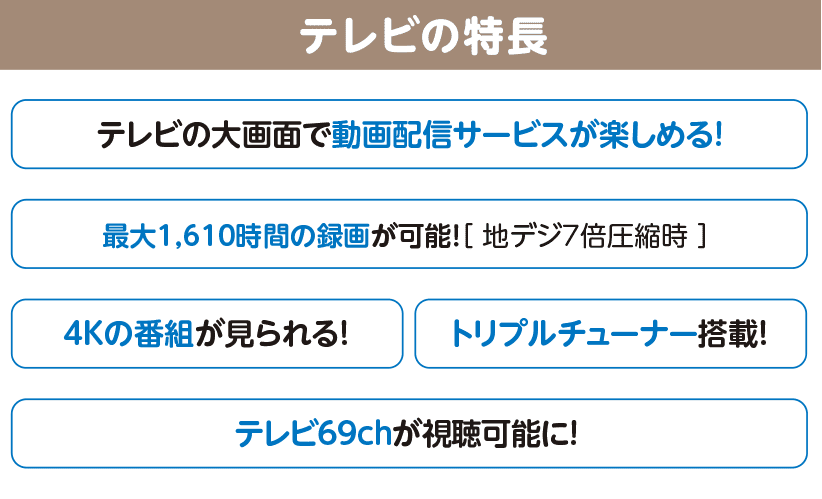 テレビの特長
テレビの大画面で動画配信サービスが楽しめる!
最大1,610時間の録画が可能![ 地デジ7倍圧縮時 ]
4Kの番組が見られる!
トリプルチューナー搭載!
テレビ69chが視聴可能に!